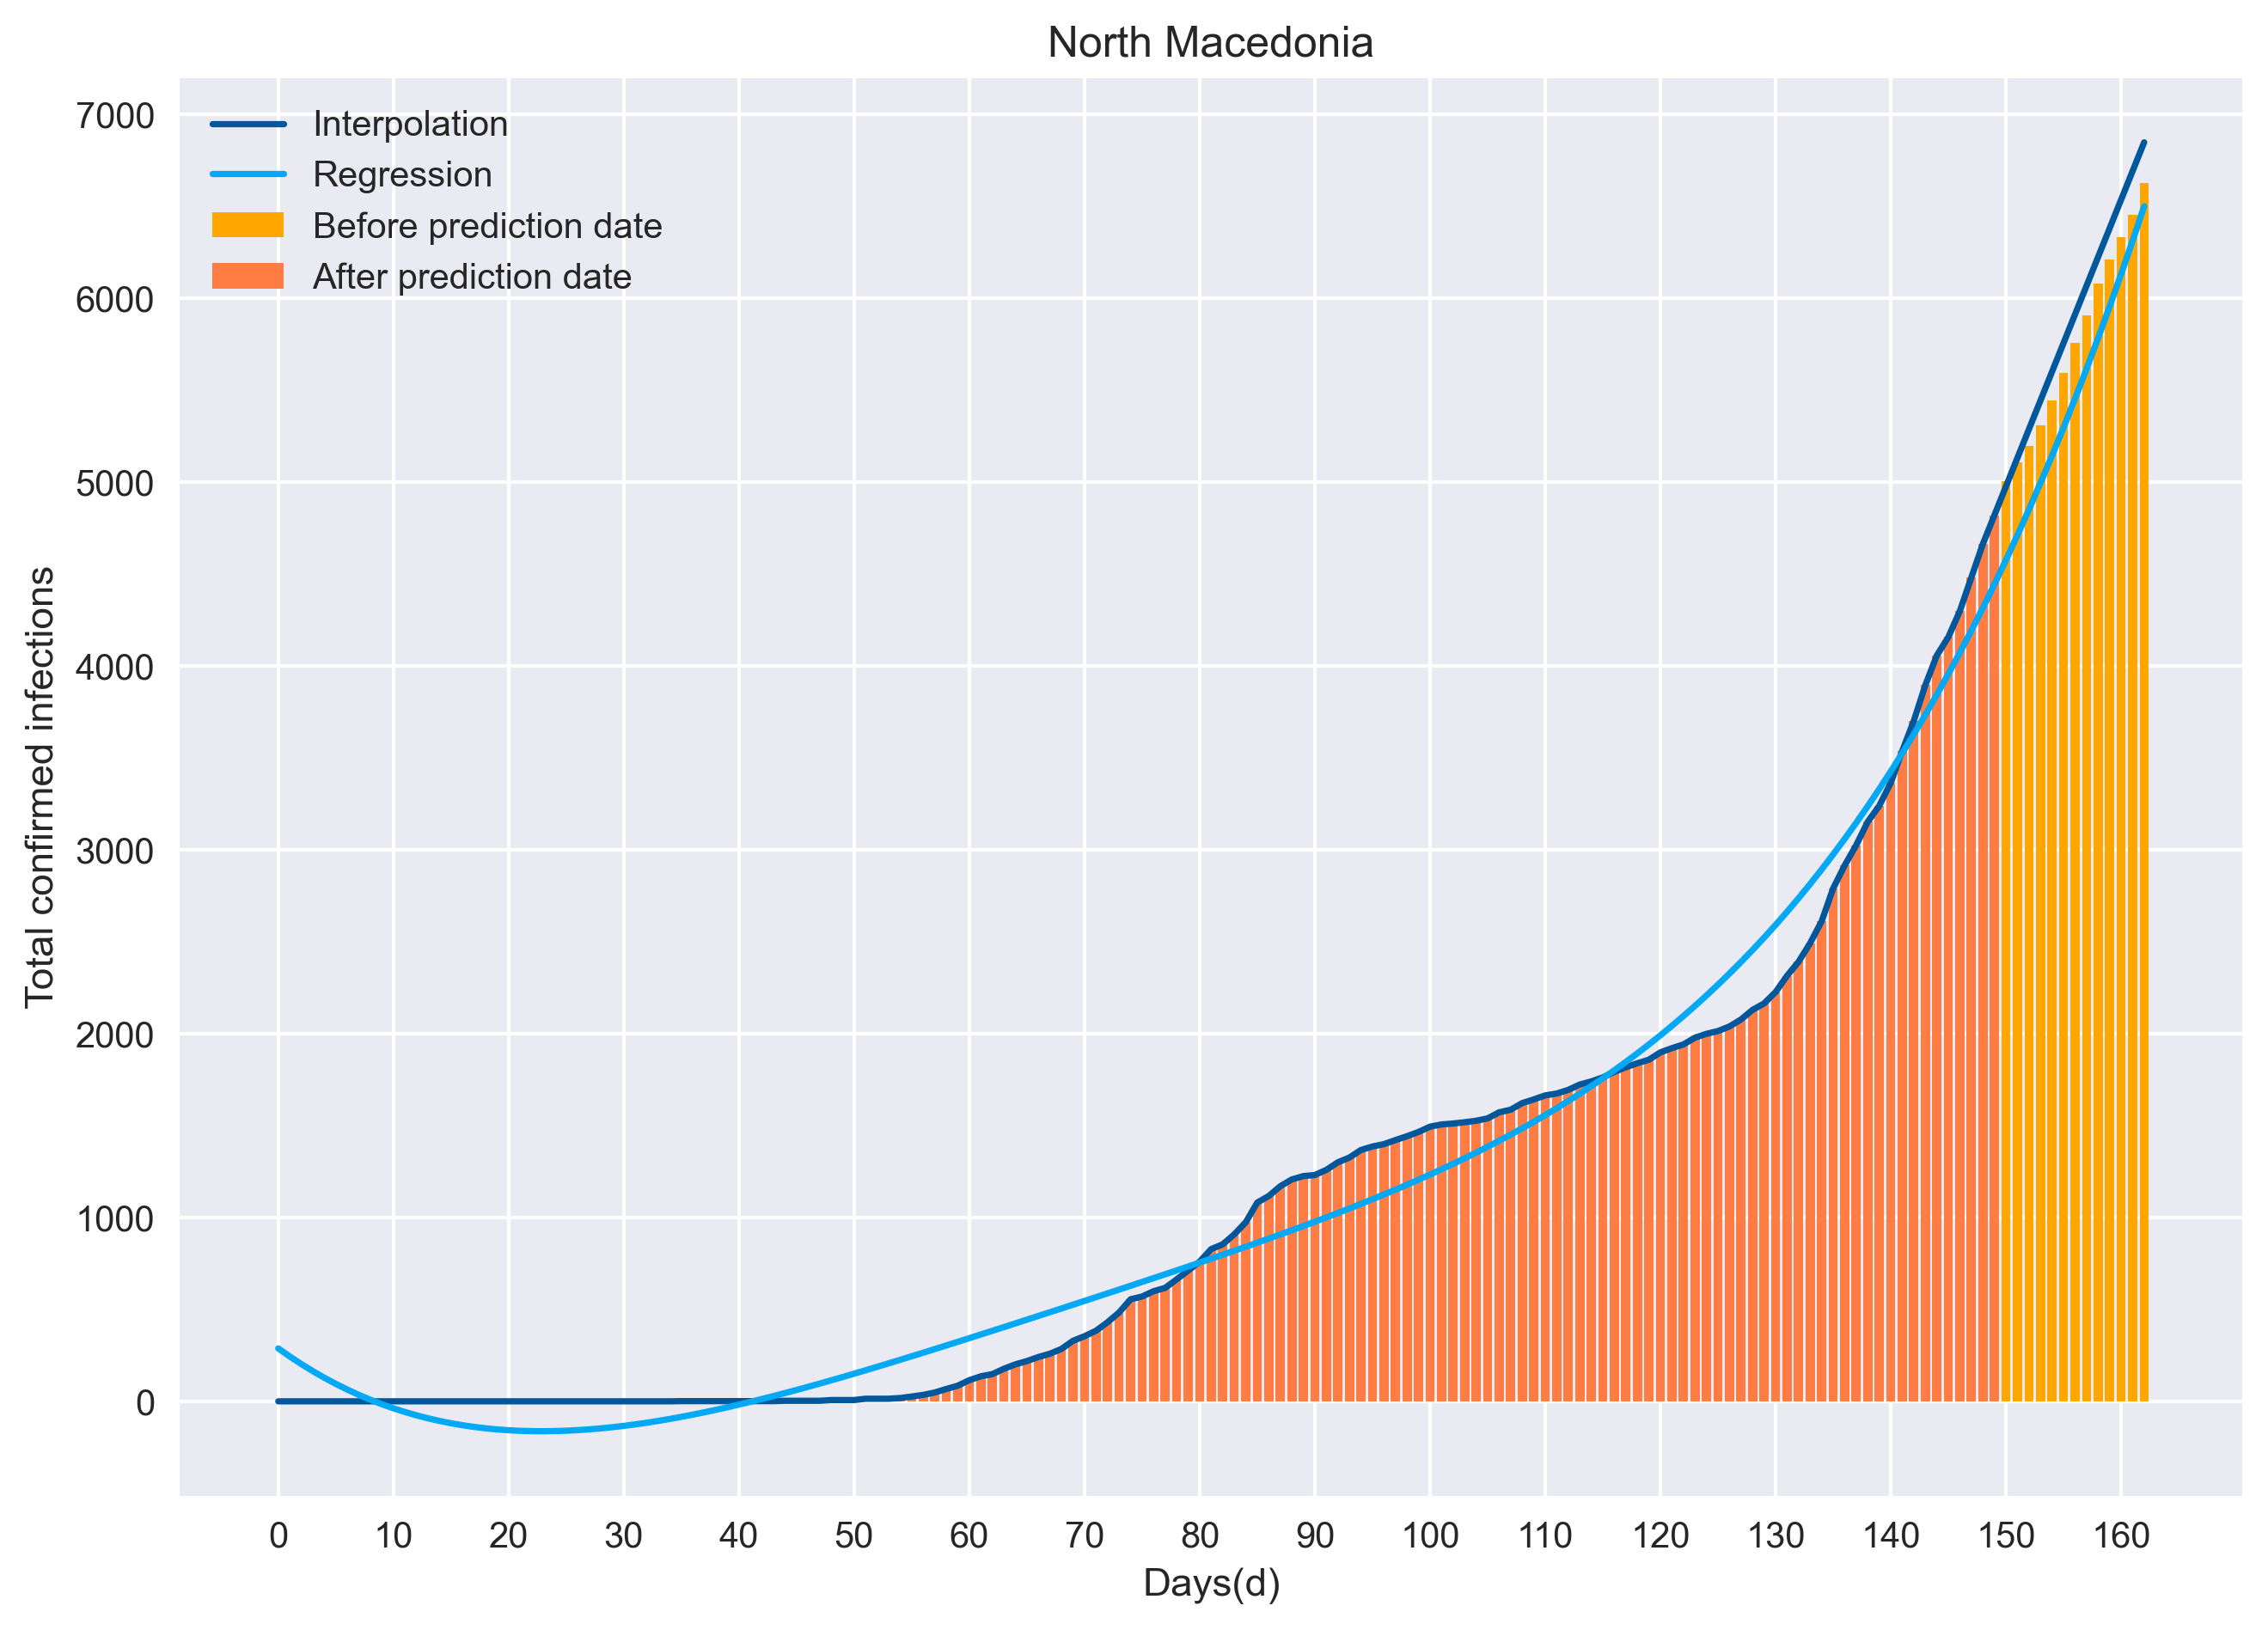 North Macedonia
Interpolation
Regression
Before prediction date
After prediction date
Total confirmed infections
7000
6000
5000
4000
3000
2000
1000
0
0 10 20 30 40 50 60 70 80 90 100 110 120 130 140 150 160
Days(d)